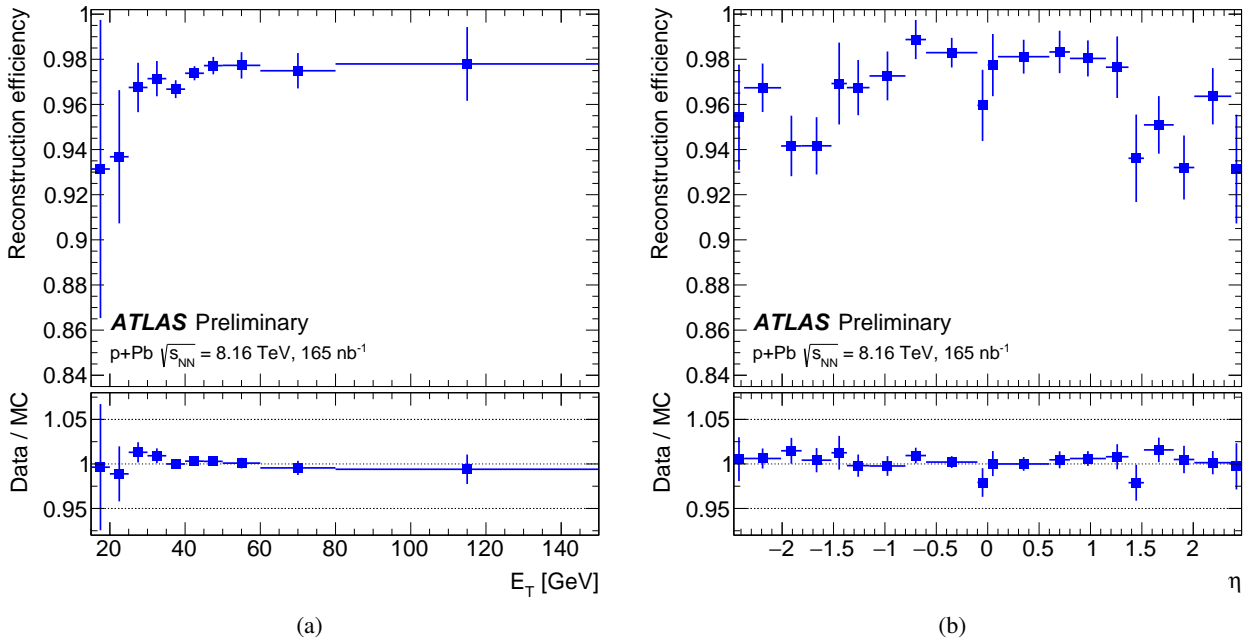 Reconstruction efficiency
1
0.98
0.96
0.94
0.92
0.9
0.88
0.86
0.84
ATLAS Preliminary
p+Pb √s_NN = 8.16 TeV, 165 nb⁻¹
Data / MC
1.05
1
0.95
20 40 60 80 100 120 140
E_T [GeV]
(a)
Reconstruction efficiency
1
0.98
0.96
0.94
0.92
0.9
0.88
0.86
0.84
ATLAS Preliminary
p+Pb √s_NN = 8.16 TeV, 165 nb⁻¹
Data / MC
1.05
1
0.95
−2 −1.5 −1 −0.5 0 0.5 1 1.5 2
η
(b)